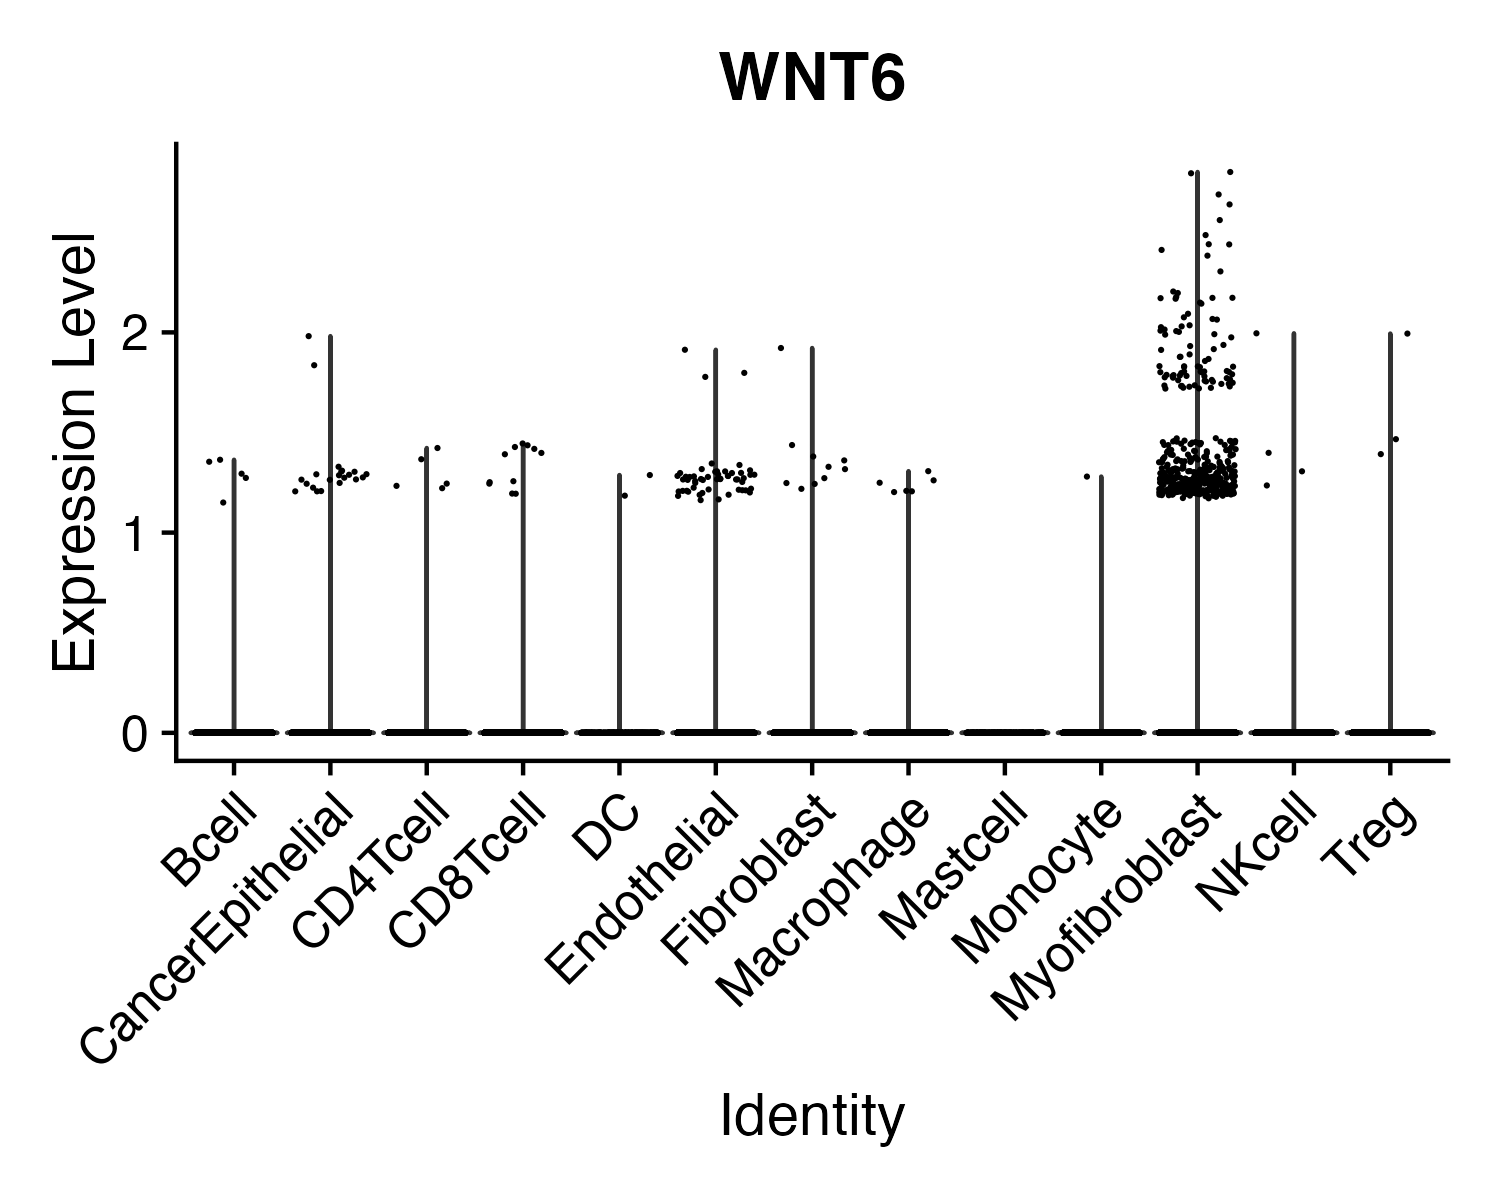 WNT6
Expression Level
2
1
0
Bcell
CancerEpithelial
CD4Tcell
CD8Tcell
DC
Endothelial
Fibroblast
Macrophage
Mastcell
Monocyte
Myofibroblast
NKcell
Treg
Identity